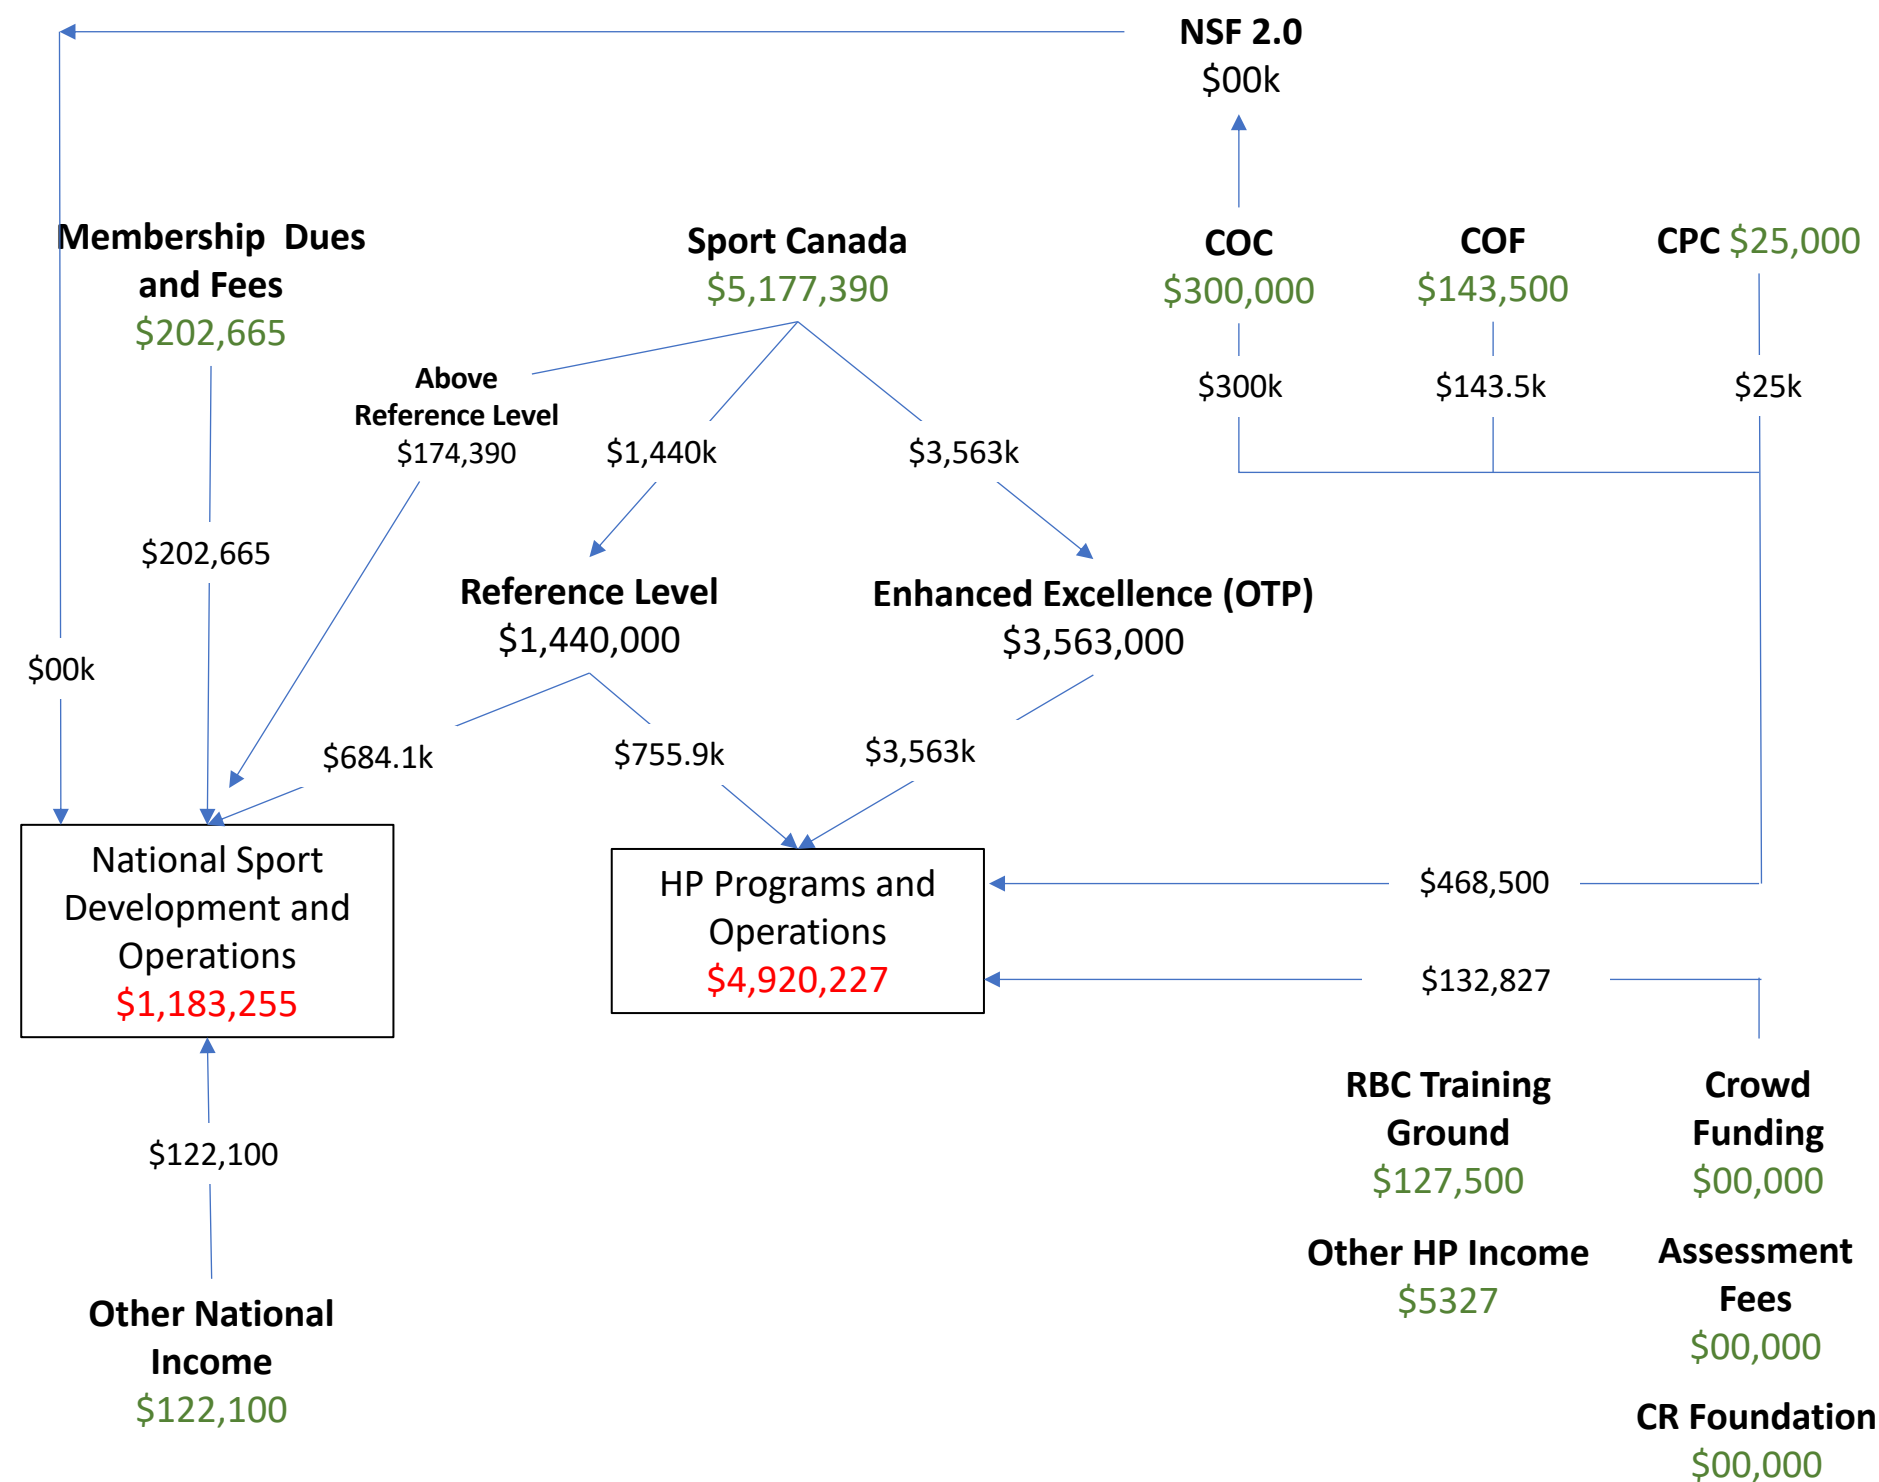 NSF 2.0
$00k
Membership Dues
and Fees
$202,665
Sport Canada
$5,177,390
COC
$300,000
COF
$143,500
CPC $25,000
Above
Reference Level
$174,390
$1,440k
$3,563k
$300k
$143.5k
$25k
$202,665
Reference Level
$1,440,000
Enhanced Excellence (OTP)
$3,563,000
$00k
$684.1k
$755.9k
$3,563k
National Sport
Development and
Operations
$1,183,255
HP Programs and
Operations
$4,920,227
$468,500
$132,827
$122,100
Other National
Income
$122,100
RBC Training
Ground
$127,500
Crowd
Funding
$00,000
Other HP Income
$5327
Assessment
Fees
$00,000
CR Foundation
$00,000